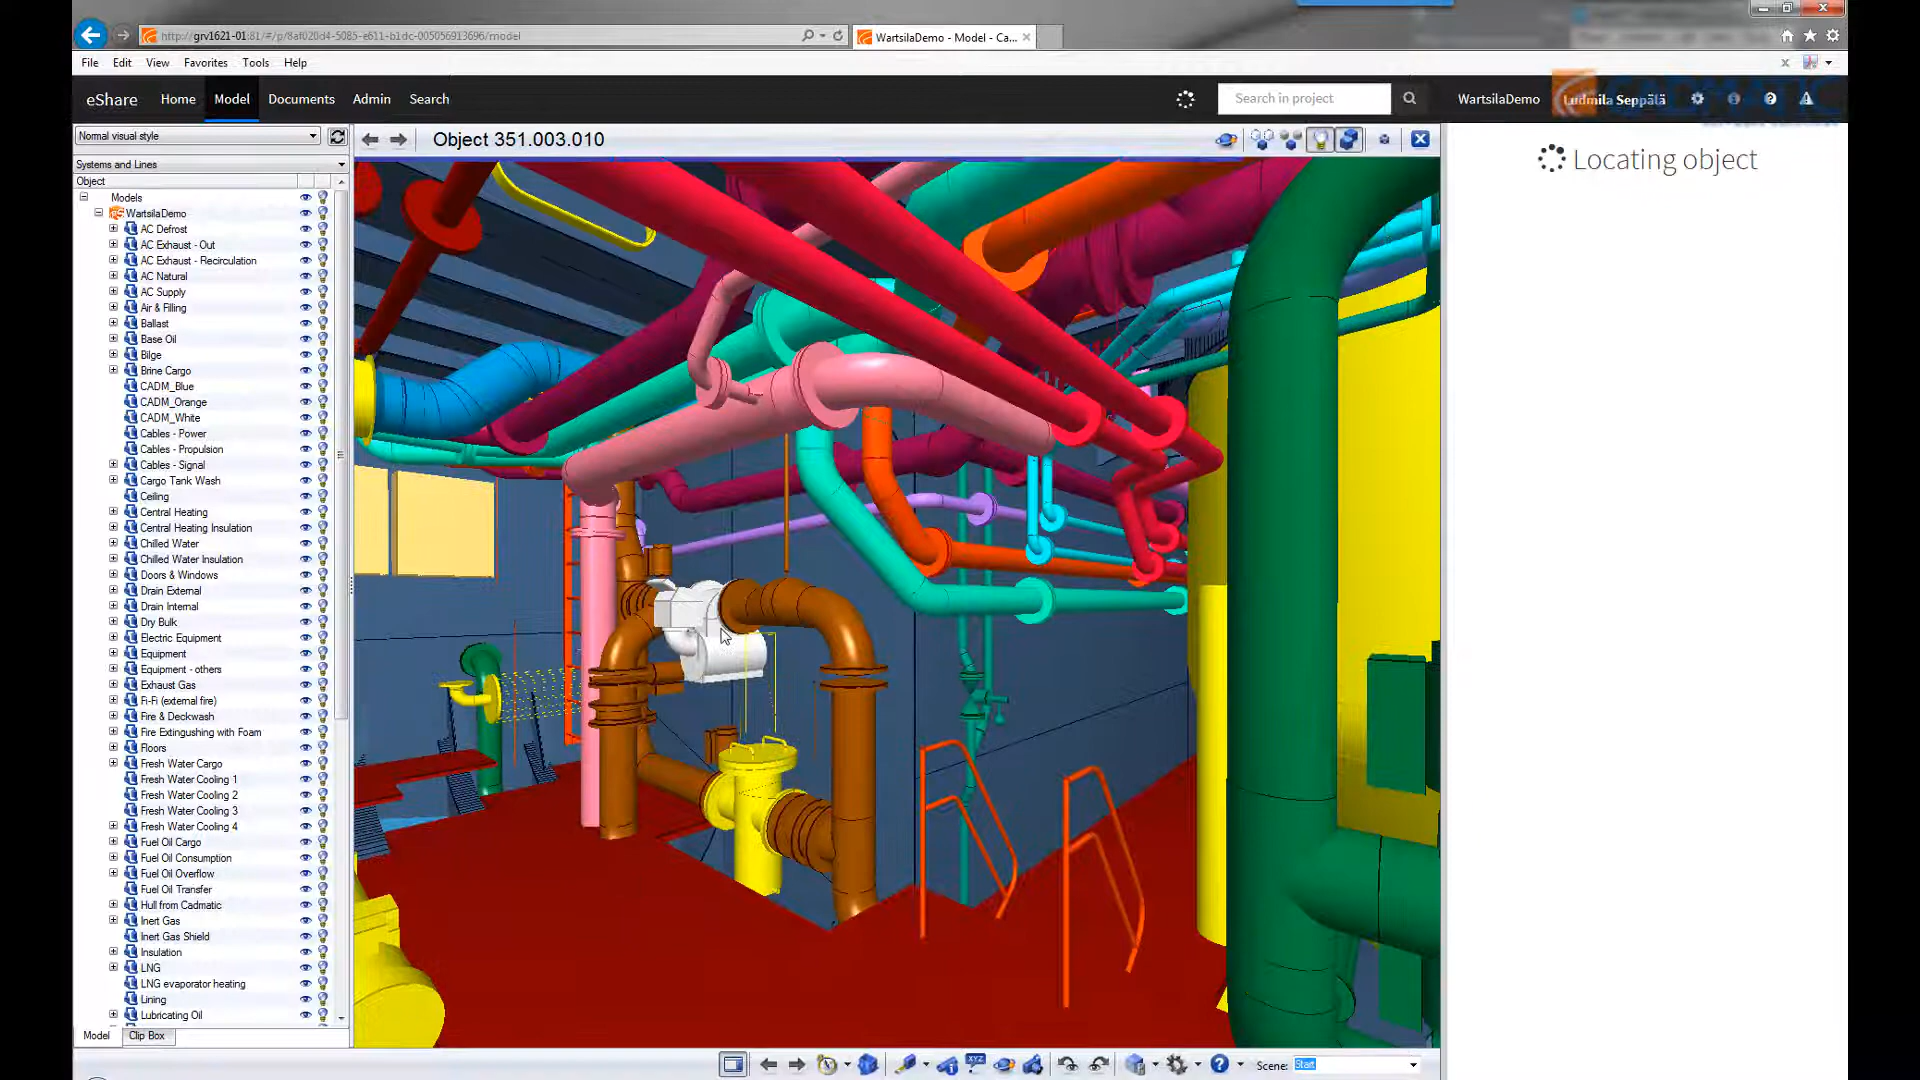 http://grv1621-01:81/#/p/8af020d4-5085-e611-b1dc-005056913696/model
WartsilaDemo - Model - Ca...
File Edit View Favorites Tools Help
eShare Home Model Documents Admin Search
Search in project
WartsilaDemo
Ludmila Seppälä
CADMATIC
Normal visual style
Object 351.003.010
Locating object
Systems and Lines
Object
Models
WartsilaDemo
AC Defrost
AC Exhaust - Out
AC Exhaust - Recirculation
AC Natural
AC Supply
Air & Filling
Ballast
Base Oil
Bilge
Brine Cargo
CADM_Blue
CADM_Orange
CADM_White
Cables - Power
Cables - Propulsion
Cables - Signal
Cargo Tank Wash
Ceiling
Central Heating
Central Heating Insulation
Chilled Water
Chilled Water Insulation
Doors & Windows
Drain External
Drain Internal
Dry Bulk
Electric Equipment
Equipment
Equipment - others
Exhaust Gas
Fi-Fi (external fire)
Fire & Deckwash
Fire Extinguishing with Foam
Floors
Fresh Water Cargo
Fresh Water Cooling 1
Fresh Water Cooling 2
Fresh Water Cooling 3
Fresh Water Cooling 4
Fuel Oil Cargo
Fuel Oil Consumption
Fuel Oil Overflow
Fuel Oil Transfer
Hull from Cadmatic
Inert Gas
Inert Gas Shield
Insulation
LNG
LNG evaporator heating
Lining
Lubricating Oil
Model Clip Box
XYZ
Scene: Start